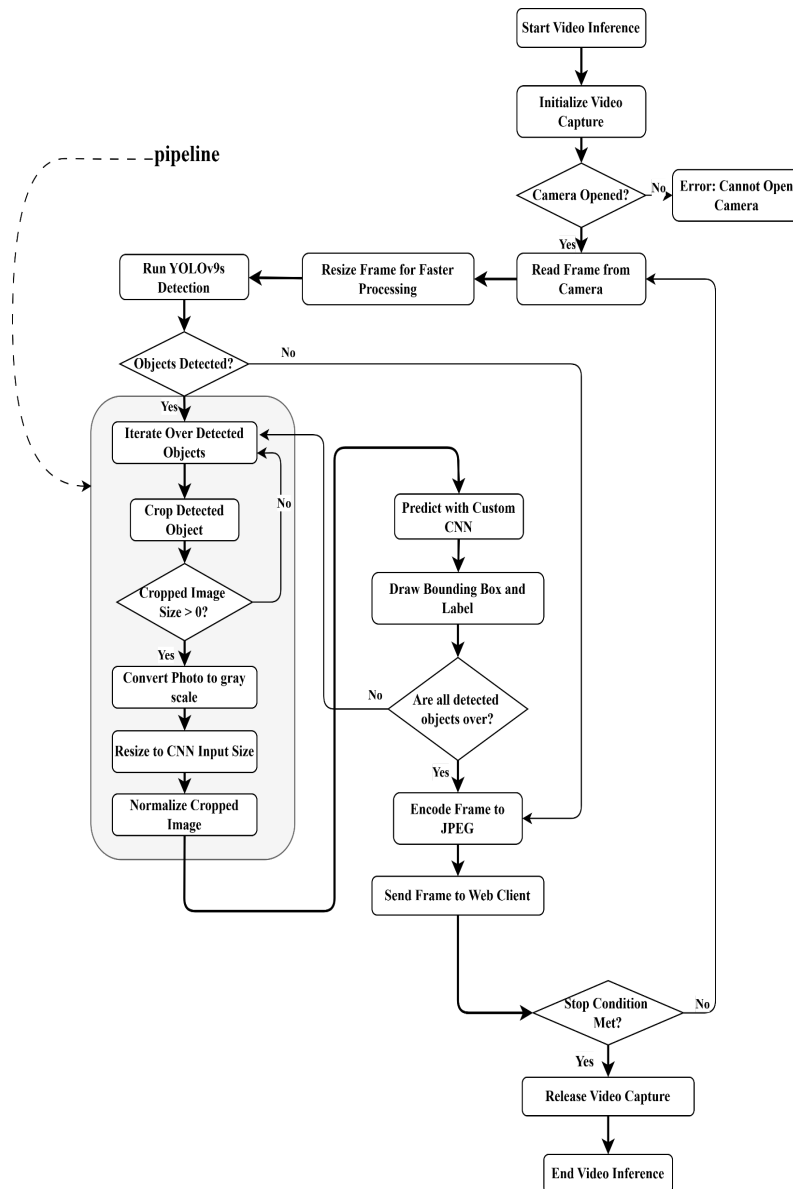 Start Video Inference
Initialize Video
Capture
pipeline
Camera Opened?
No
Error: Cannot Open
Camera
Yes
Run YOLOv9s
Detection
Resize Frame for Faster
Processing
Read Frame from
Camera
Objects Detected?
No
Yes
Iterate Over Detected
Objects
No
Crop Detected
Object
Cropped Image
Size > 0?
Yes
Convert Photo to gray
scale
Resize to CNN Input Size
Normalize Cropped
Image
Predict with Custom
CNN
Draw Bounding Box and
Label
No
Are all detected
objects over?
Yes
Encode Frame to
JPEG
Send Frame to Web Client
Stop Condition
Met?
No
Yes
Release Video Capture
End Video Inference